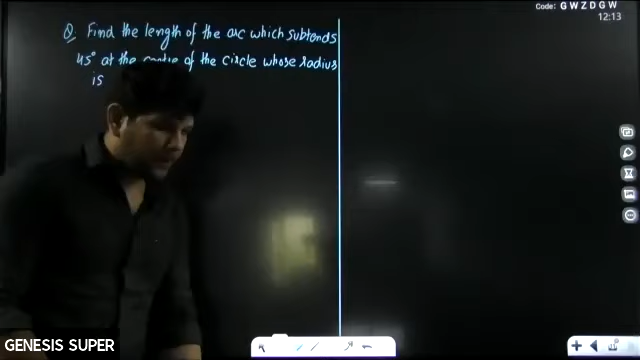 Code: GWZDGW
12:13
Q. Find the length of the arc which subtends
45° at the centre of the circle whose radius
is
GENESIS SUPER